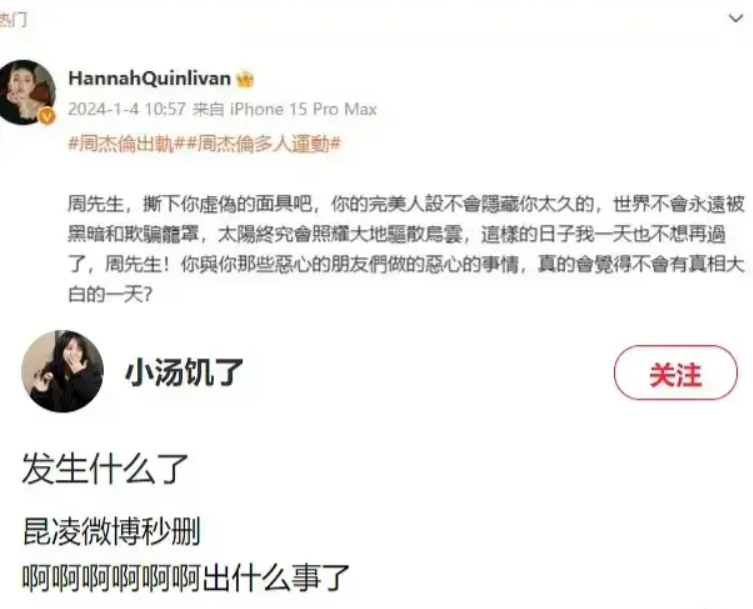 热门
HannahQuinlivan
2024-1-4 10:57 来自 iPhone 15 Pro Max
#周杰倫出軌##周杰倫多人運動#
周先生，撕下你虛偽的面具吧，你的完美人設不會隱藏你太久的，世界不會永遠被
黑暗和欺騙籠罩，太陽終究會照耀大地驅散烏雲，這樣的日子我一天也不想再過
了，周先生！你與你那些惡心的朋友們做的惡心的事情，真的會覺得不會有真相大
白的一天?
小汤饥了
关注
发生什么了
昆凌微博秒删
啊啊啊啊啊啊出什么事了